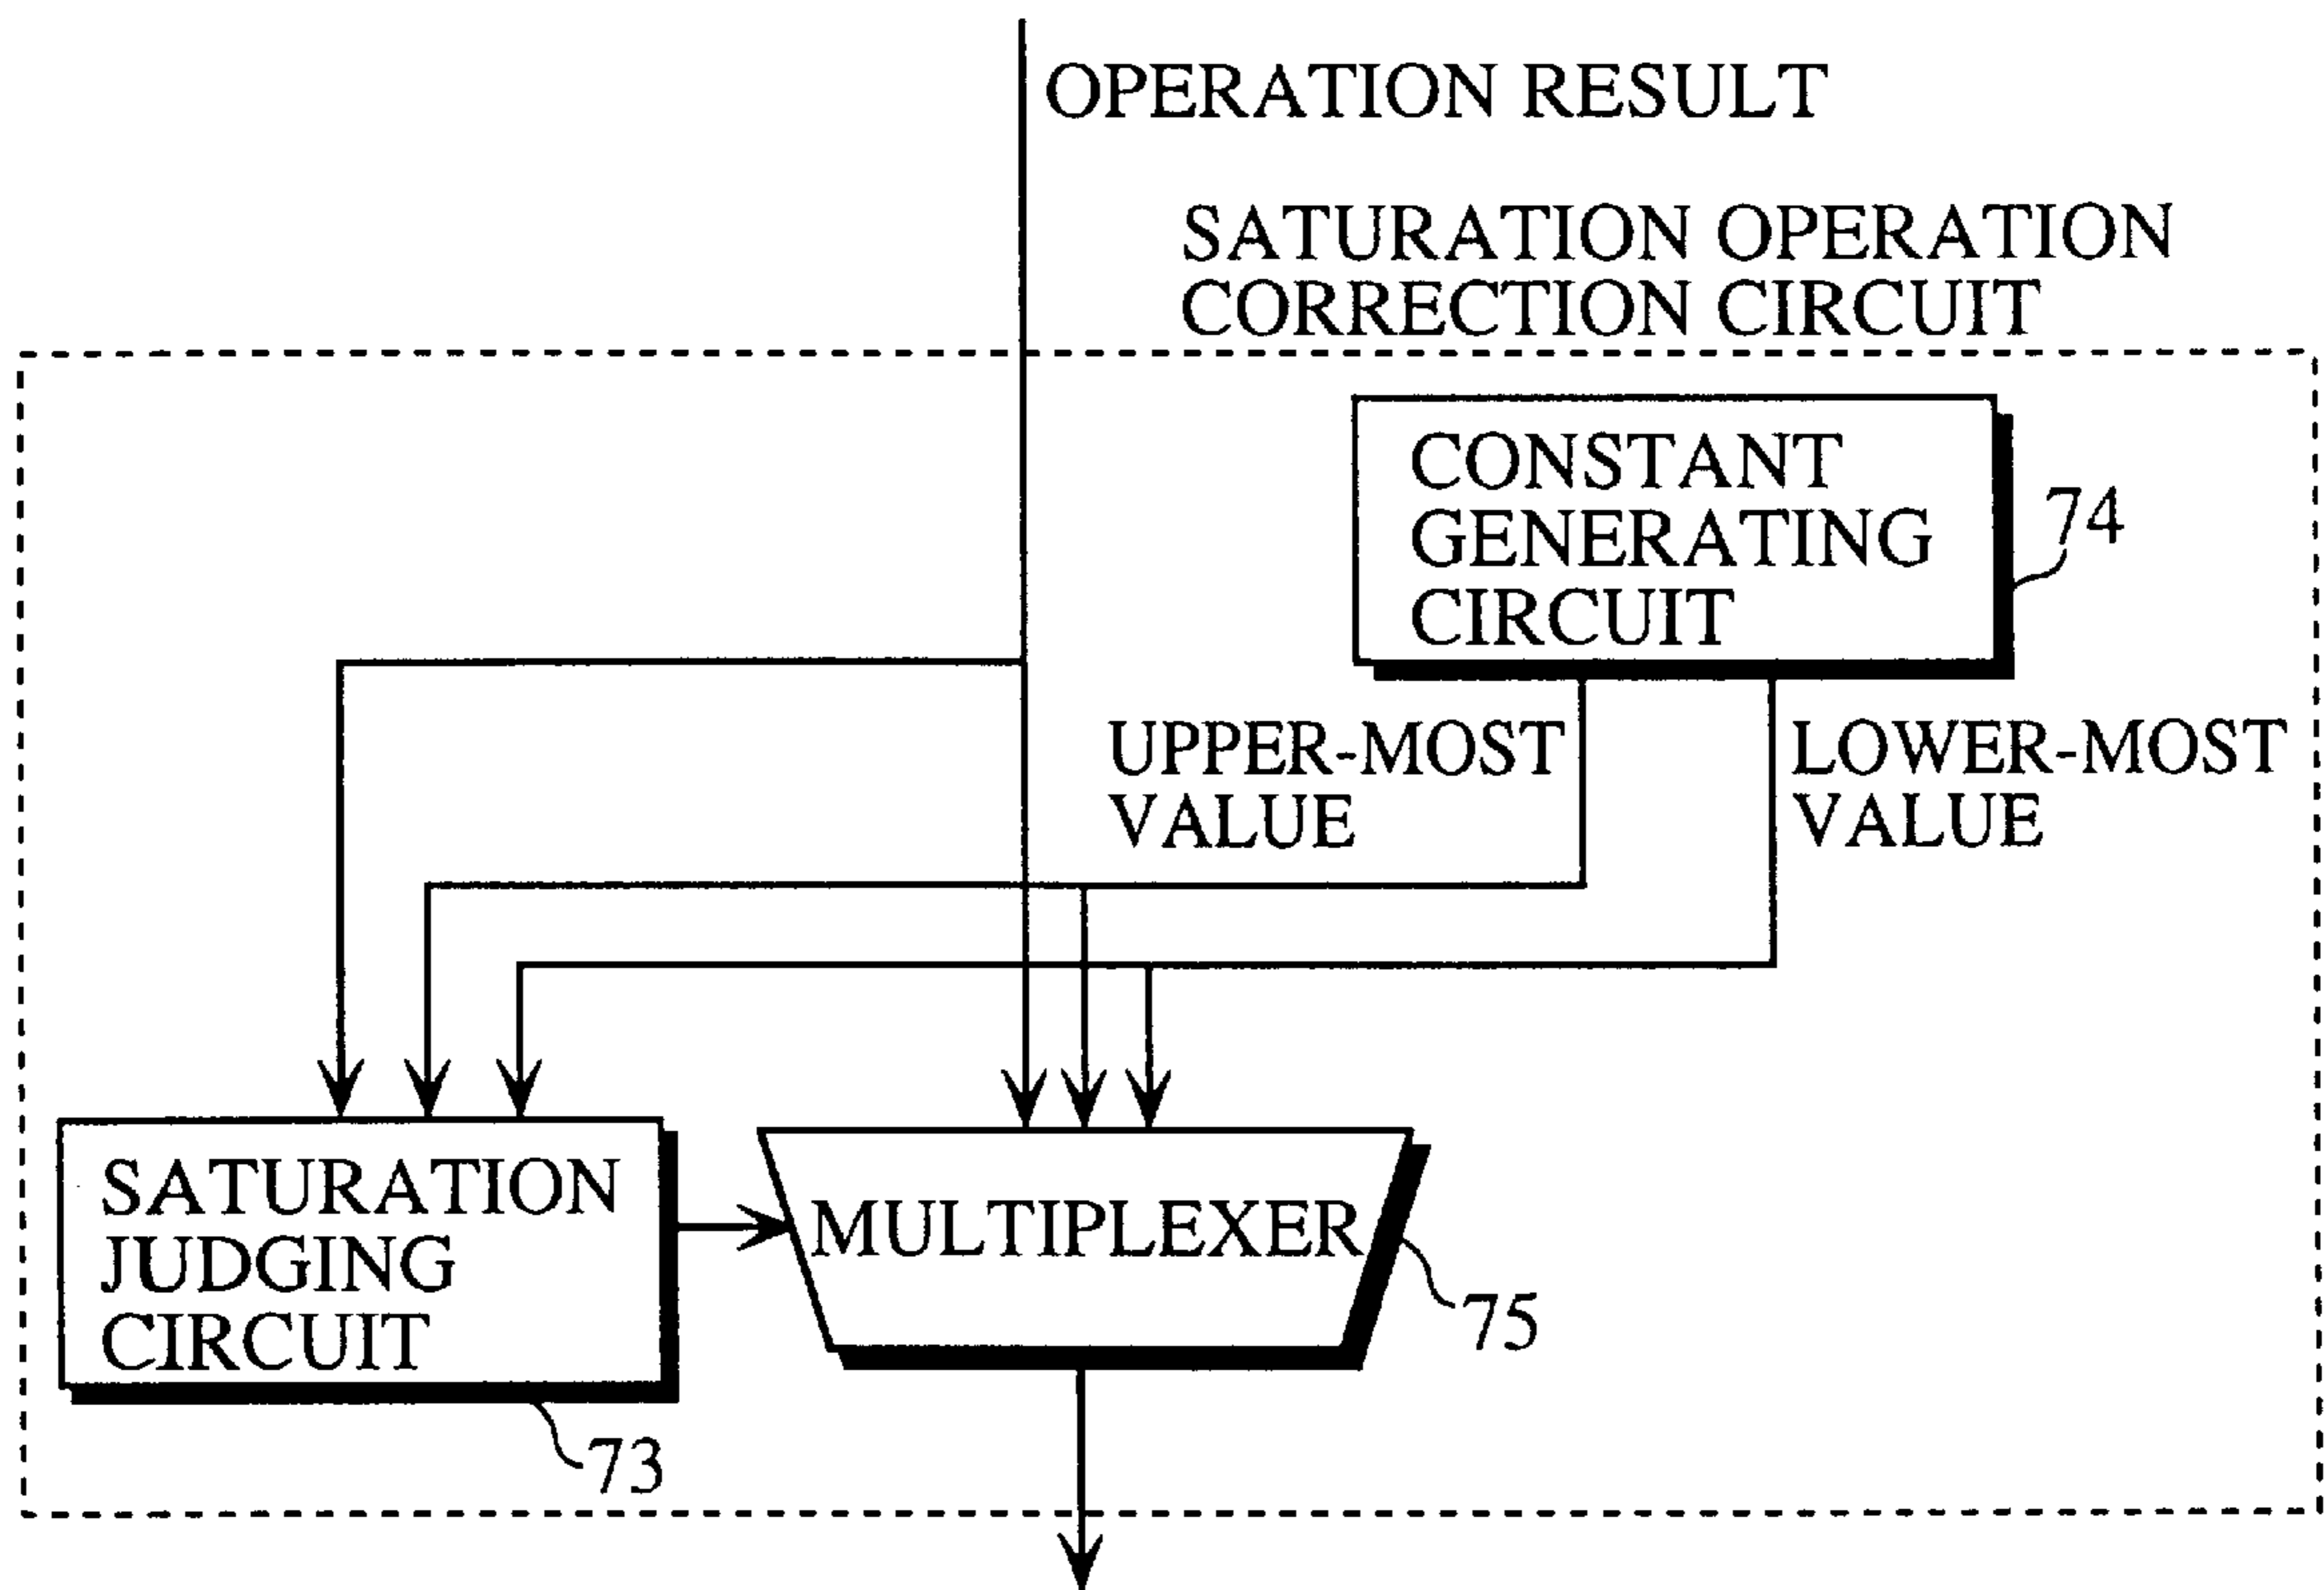 OPERATION RESULT
SATURATION OPERATION
CORRECTION CIRCUIT
CONSTANT
GENERATING
CIRCUIT
74
UPPER-MOST
VALUE
LOWER-MOST
VALUE
SATURATION
JUDGING
CIRCUIT
73
MULTIPLEXER
75